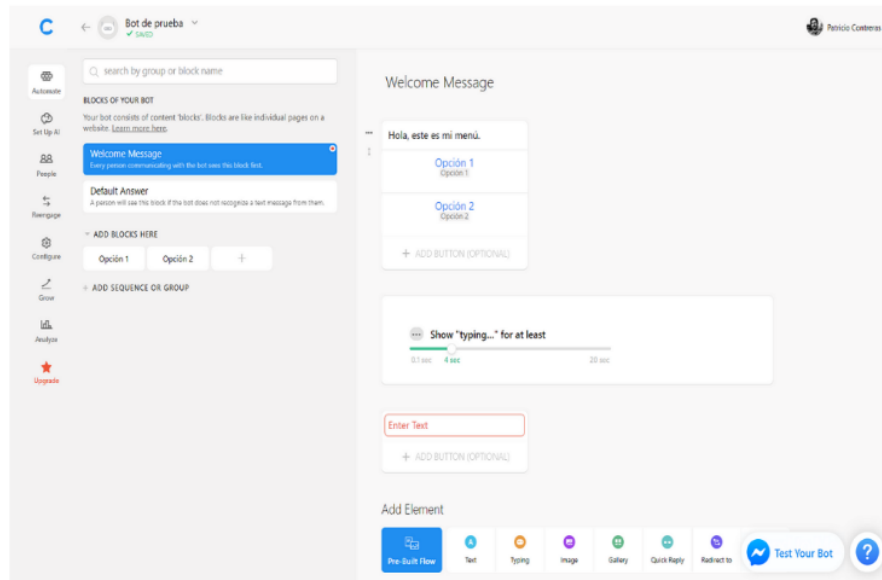 C
Bot de prueba
SAVED
Patricio Contreras
Automate
Set Up AI
People
Reengage
Configure
Grow
Analyze
Upgrade
search by group or block name
BLOCKS OF YOUR BOT
Your bot consists of content 'blocks'. Blocks are like individual pages on a
website. Learn more here.
Welcome Message
Every person communicating with the bot sees this block first.
Default Answer
A person will see this block if the bot does not recognize a text message from them.
ADD BLOCKS HERE
Opción 1
Opción 2
+
+ ADD SEQUENCE OR GROUP
Welcome Message
Hola, este es mi menú.
Opción 1
Opción 1
Opción 2
Opción 2
+ ADD BUTTON (OPTIONAL)
Show "typing..." for at least
0.1 sec 4 sec 20 sec
Enter Text
+ ADD BUTTON (OPTIONAL)
Add Element
Pre-Built Flow
Text
Typing
Image
Gallery
Quick Reply
Redirect to
Test Your Bot
?